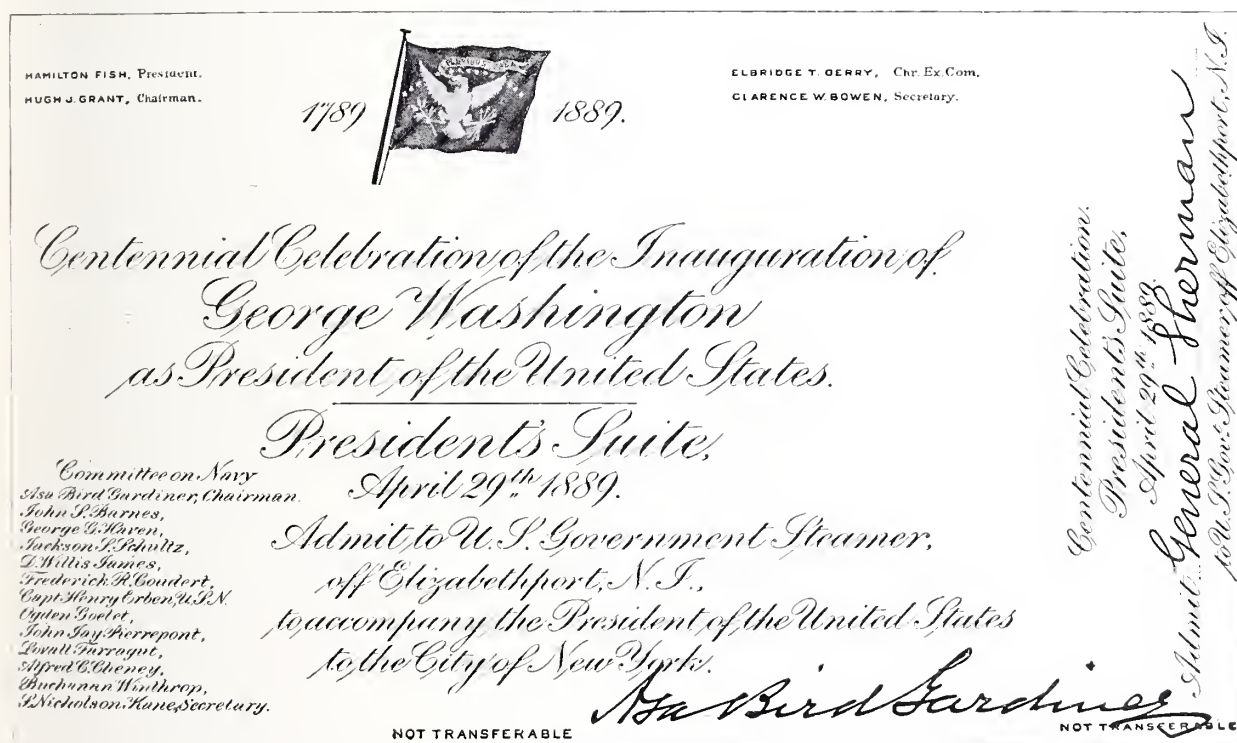 HAMILTON FISH, President.
HUGH J. GRANT, Chairman.
1789
1889.
ELBRIDGE T. GERRY, Chr. Ex. Com.
CLARENCE W. BOWEN, Secretary.
Centennial Celebration of the Inauguration of
George Washington
as President of the United States.
President's Suite,
April 29th 1889.
Committee on Navy
Asa Bird Gardiner, Chairman.
John S. Barnes,
George G. Haven,
Jackson S. Schultz,
D. Willis James,
Frederick R. Coudert,
Capt. Henry Erben, U.S.N.
Ogden Goelet,
John Jay Pierrepont,
Loyall Farragut,
Alfred C. Cheney,
Buchanan Winthrop,
S. Nicholson Kane, Secretary.
Admit to U. S. Government Steamer,
off Elizabethport, N. J.,
to accompany the President of the United States
to the City of New York.
Asa Bird Gardiner
NOT TRANSFERABLE
Centennial Celebration.
President's Suite,
April 29th 1889.
Admit General Sherman
to U. S. Gov't Steamer, off Elizabethport, N. J.
NOT TRANSFERABLE